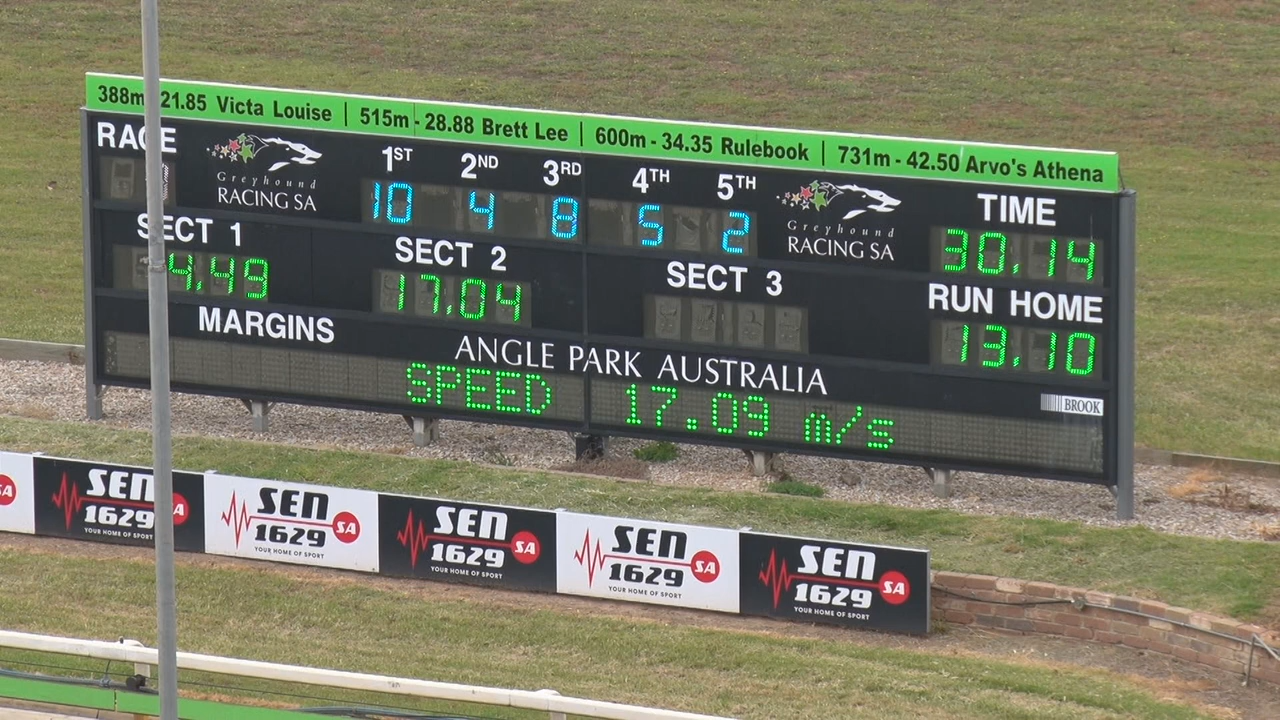 388m 21.85 Victa Louise | 515m - 28.88 Brett Lee | 600m - 34.35 Rulebook | 731m - 42.50 Arvo's Athena
RACE
Greyhound
RACING SA
1ST 2ND 3RD 4TH 5TH
10 4 8 5 2
Greyhound
RACING SA
TIME
30.14
SECT 1
4.49
SECT 2
17.04
SECT 3
RUN HOME
13.10
MARGINS
ANGLE PARK AUSTRALIA
SPEED 17.09 m/s
BROOK
SA
SEN
1629 SA
YOUR HOME OF SPORT
SEN
1629 SA
YOUR HOME OF SPORT
SEN
1629 SA
YOUR HOME OF SPORT
SEN
1629 SA
YOUR HOME OF SPORT
SEN
1629 SA
YOUR HOME OF SPORT